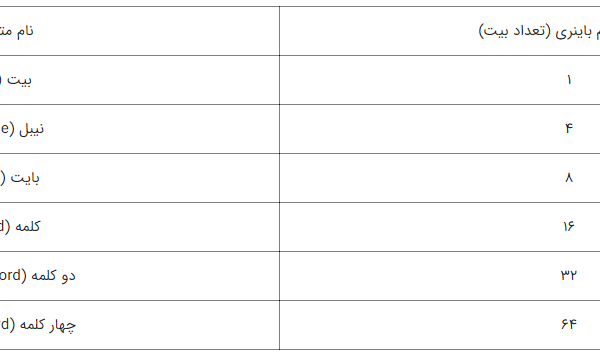 م باینری (تعداد بیت) نام مت
۱ بیت (
۴ نیبل (e
۸ بایت (
۱۶ کلمه (d
۳۲ دو کلمه (ord
۶۴ چهار کلمه (rd